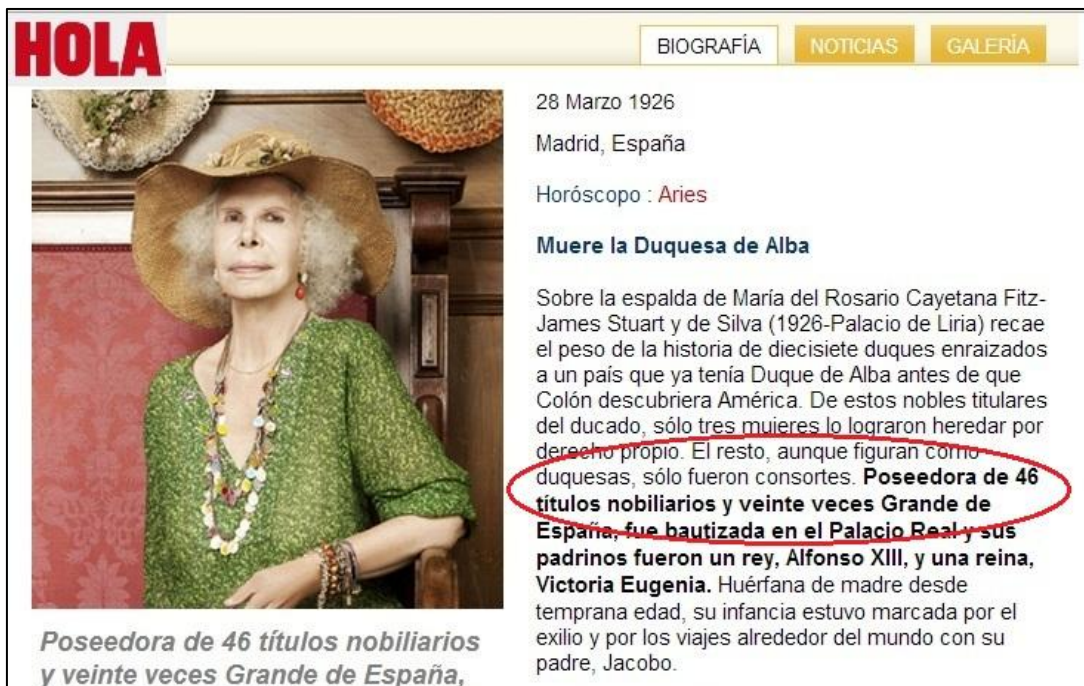 HOLA
BIOGRAFÍA
NOTICIAS
GALERÍA
28 Marzo 1926
Madrid, España
Horóscopo : Aries
Muere la Duquesa de Alba
Sobre la espalda de María del Rosario Cayetana Fitz-
James Stuart y de Silva (1926-Palacio de Liria) recae
el peso de la historia de diecisiete duques enraizados
a un país que ya tenía Duque de Alba antes de que
Colón descubriera América. De estos nobles titulares
del ducado, sólo tres mujeres lo lograron heredar por
derecho propio. El resto, aunque figuran como
duquesas, sólo fueron consortes. Poseedora de 46
títulos nobiliarios y veinte veces Grande de
España, fue bautizada en el Palacio Real y sus
padrinos fueron un rey, Alfonso XIII, y una reina,
Victoria Eugenia. Huérfana de madre desde
temprana edad, su infancia estuvo marcada por el
exilio y por los viajes alrededor del mundo con su
padre, Jacobo.
Poseedora de 46 títulos nobiliarios
y veinte veces Grande de España,